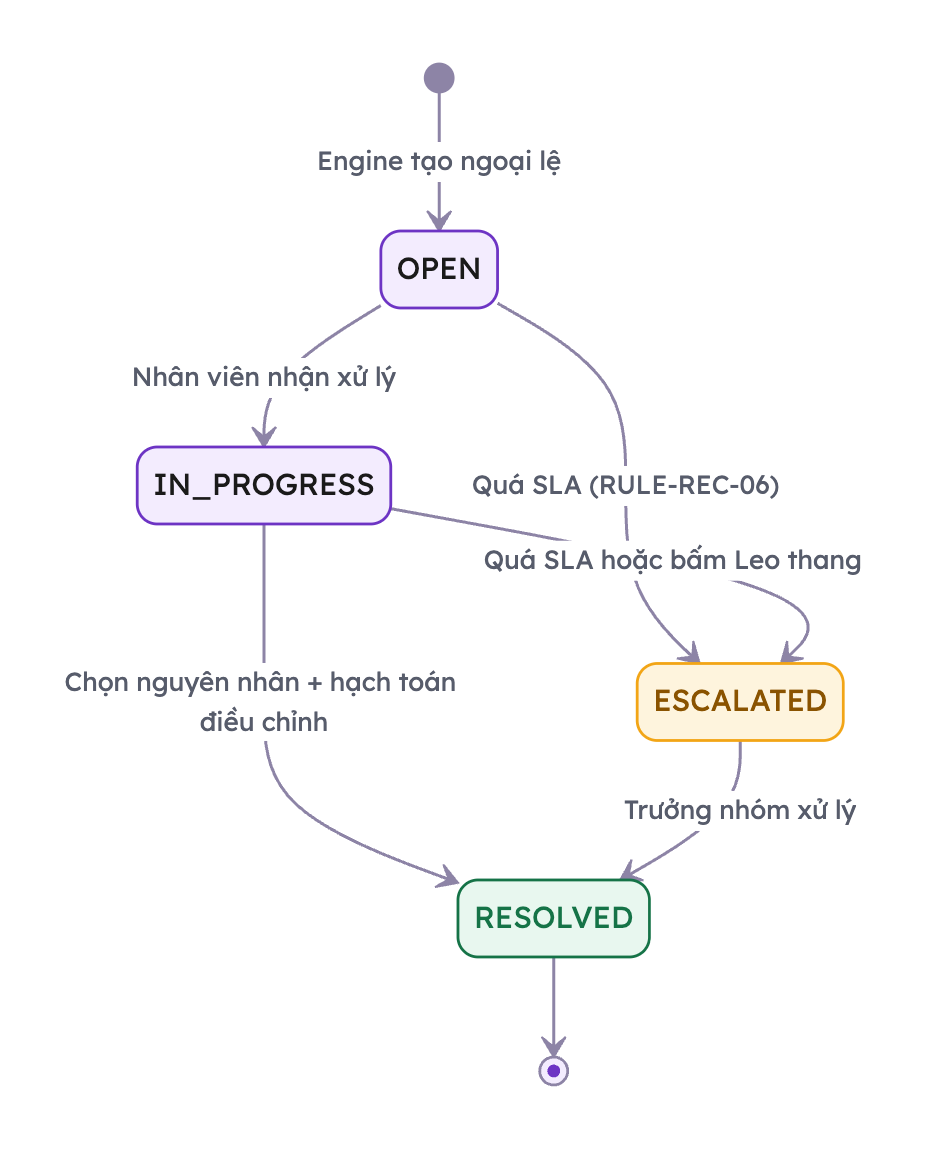 Engine tạo ngoại lệ
OPEN
Nhân viên nhận xử lý
IN_PROGRESS
Quá SLA (RULE-REC-06)
Quá SLA hoặc bấm Leo thang
Chọn nguyên nhân + hạch toán
điều chỉnh
ESCALATED
Trưởng nhóm xử lý
RESOLVED